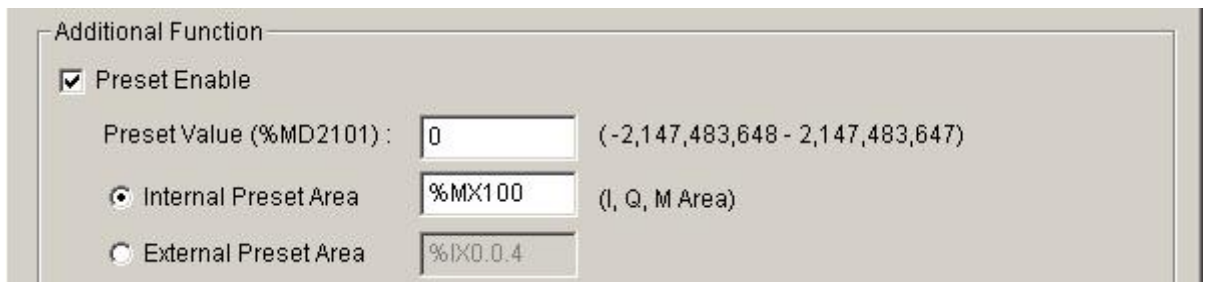 Additional Function
Preset Enable
Preset Value (%MD2101) : 0 ( -2,147,483,648 - 2,147,483,647)
Internal Preset Area %MX100 (I, Q, M Area)
External Preset Area %IX0.0.4